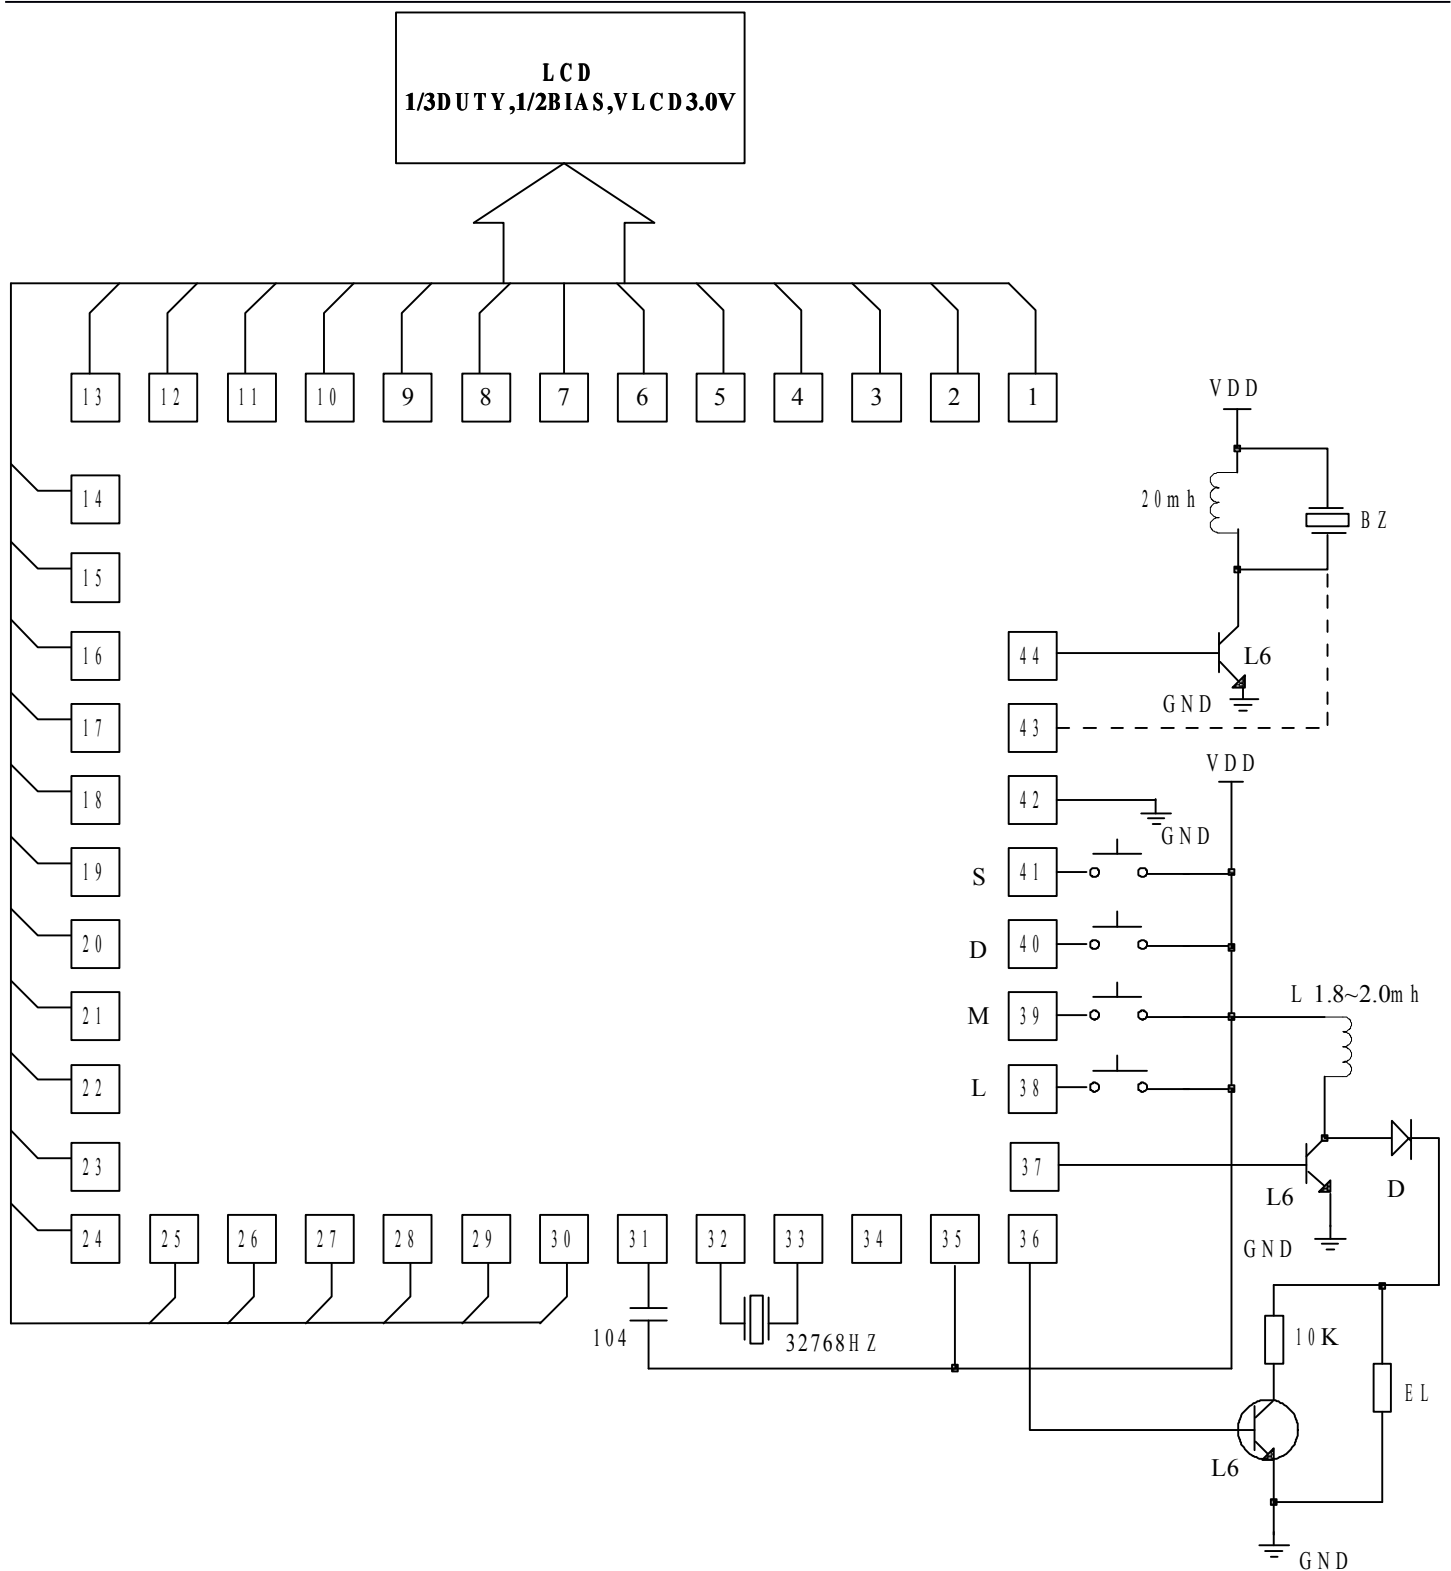 LCD
1/3DUTY,1/2BIAS,VLCD3.0V
13 12 11 10 9 8 7 6 5 4 3 2 1
VDD
14
20mh
BZ
15
16
44
L6
GND
17
43
VDD
18
42
GND
19
S
41
20
D
40
21
M
39
L 1.8~2.0mh
22
L
38
23
37
L6
D
24 25 26 27 28 29 30 31 32 33 34 35 36
GND
104
32768HZ
10K
EL
L6
GND